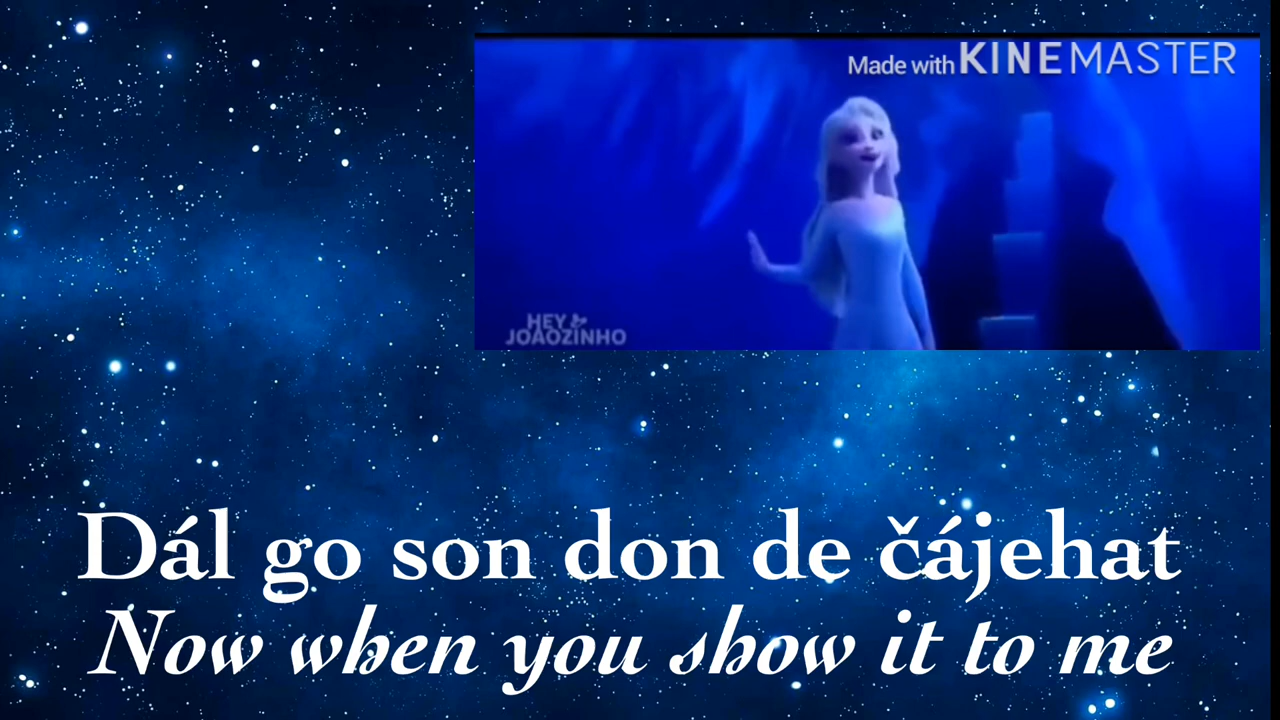 Made with KINEMASTER
HEY
JOAOZINHO
Dál go son don de čájehat
Now when you show it to me